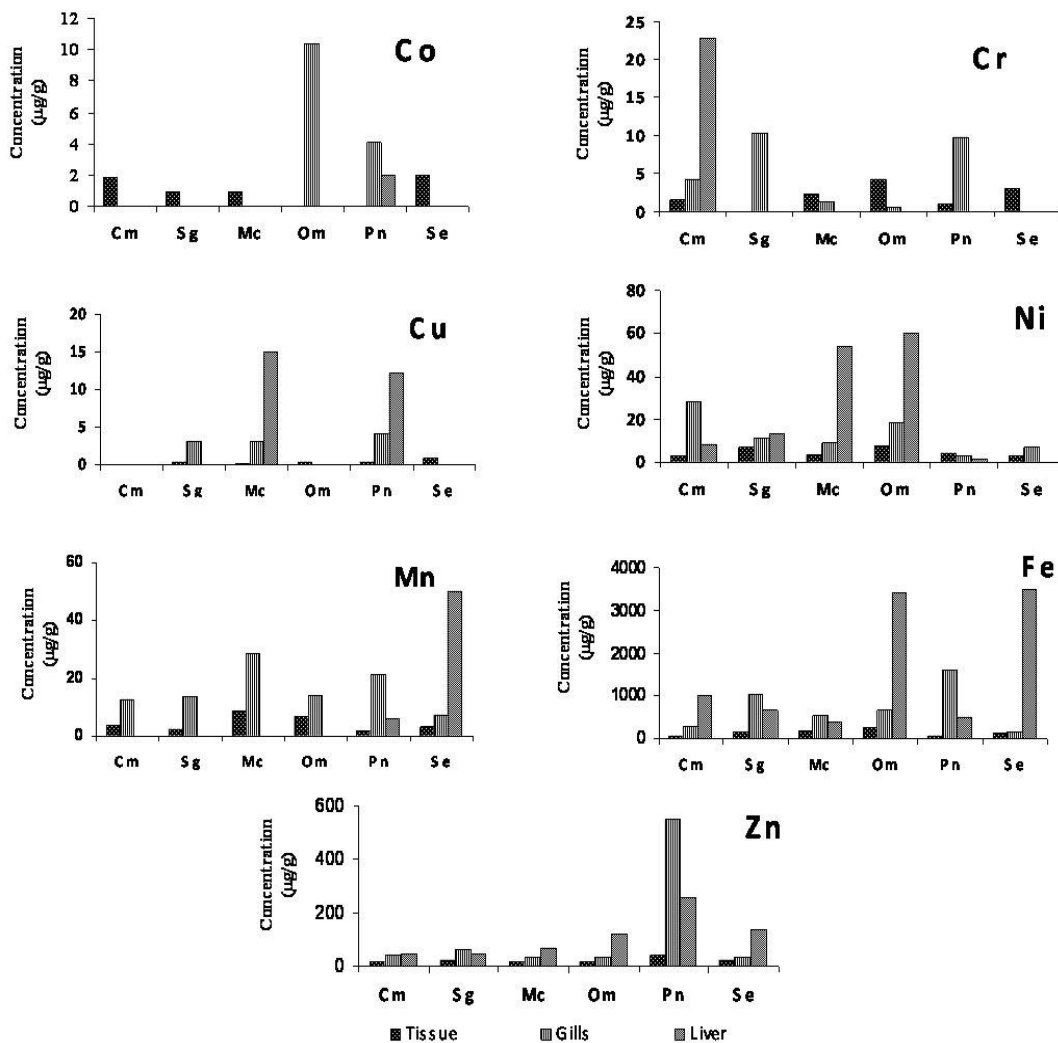 Co
Concentration
(µg/g)
12
10
8
6
4
2
0
Cm Sg Mc Om Pn Se
Cr
Concentration
(µg/g)
25
20
15
10
5
0
Cm Sg Mc Om Pn Se
Cu
Concentration
(µg/g)
20
15
10
5
0
Cm Sg Mc Om Pn Se
Ni
Concentration
(µg/g)
80
60
40
20
0
Cm Sg Mc Om Pn Se
Mn
Concentration
(µg/g)
60
40
20
0
Cm Sg Mc Om Pn Se
Fe
Concentration
(µg/g)
4000
3000
2000
1000
0
Cm Sg Mc Om Pn Se
Zn
Concentration
(µg/g)
600
400
200
0
Cm Sg Mc Om Pn Se
Tissue Gills Liver